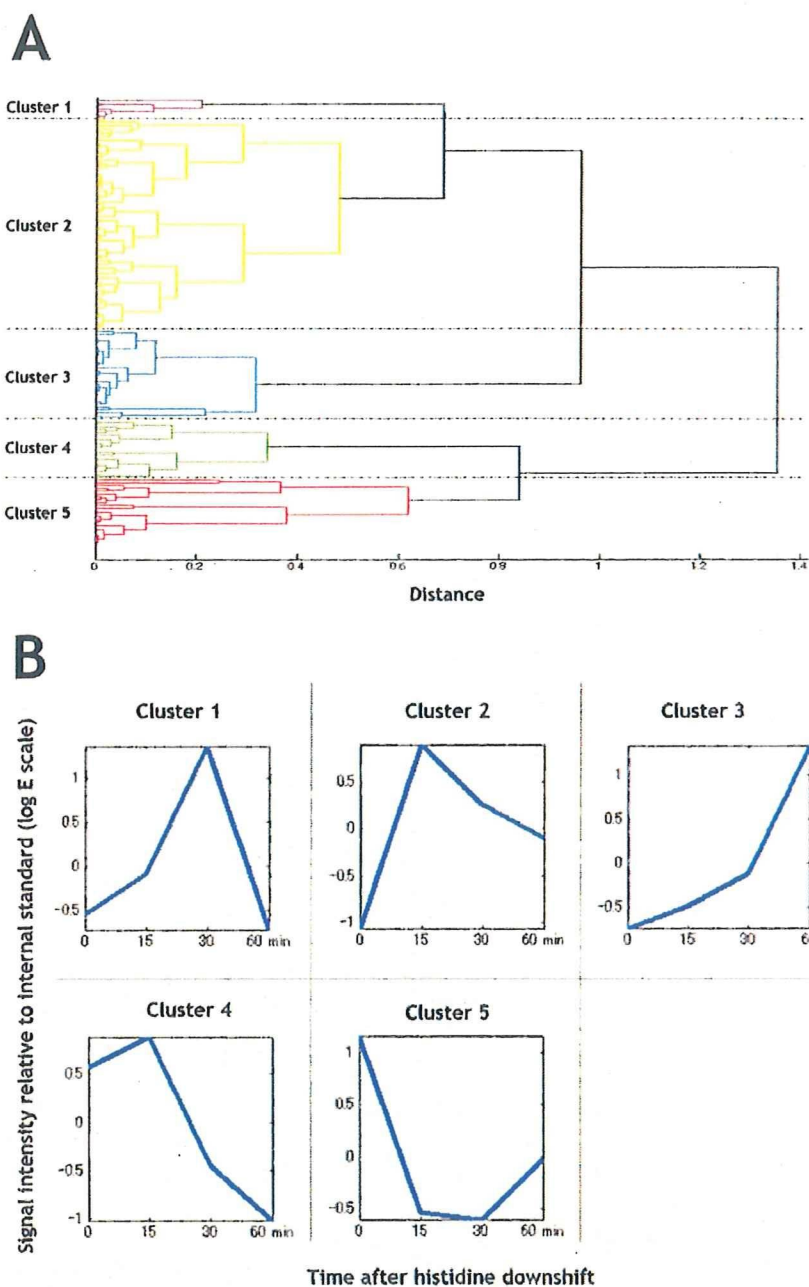 A
Cluster 1
Cluster 2
Cluster 3
Cluster 4
Cluster 5
0 0.2 0.4 0.6 0.8 1 1.2 1.4
Distance
B
Signal intensity relative to internal standard (log E scale)
Cluster 1
1
0.5
0
-0.5
0 15 30 60 min
Cluster 2
0.5
0
-0.5
-1
0 15 30 60 min
Cluster 3
1
0.5
0
-0.5
0 15 30 60 min
Cluster 4
0.5
0
-0.5
-1
0 15 30 60 min
Cluster 5
1
0.5
0
-0.5
0 15 30 60 min
Time after histidine downshift